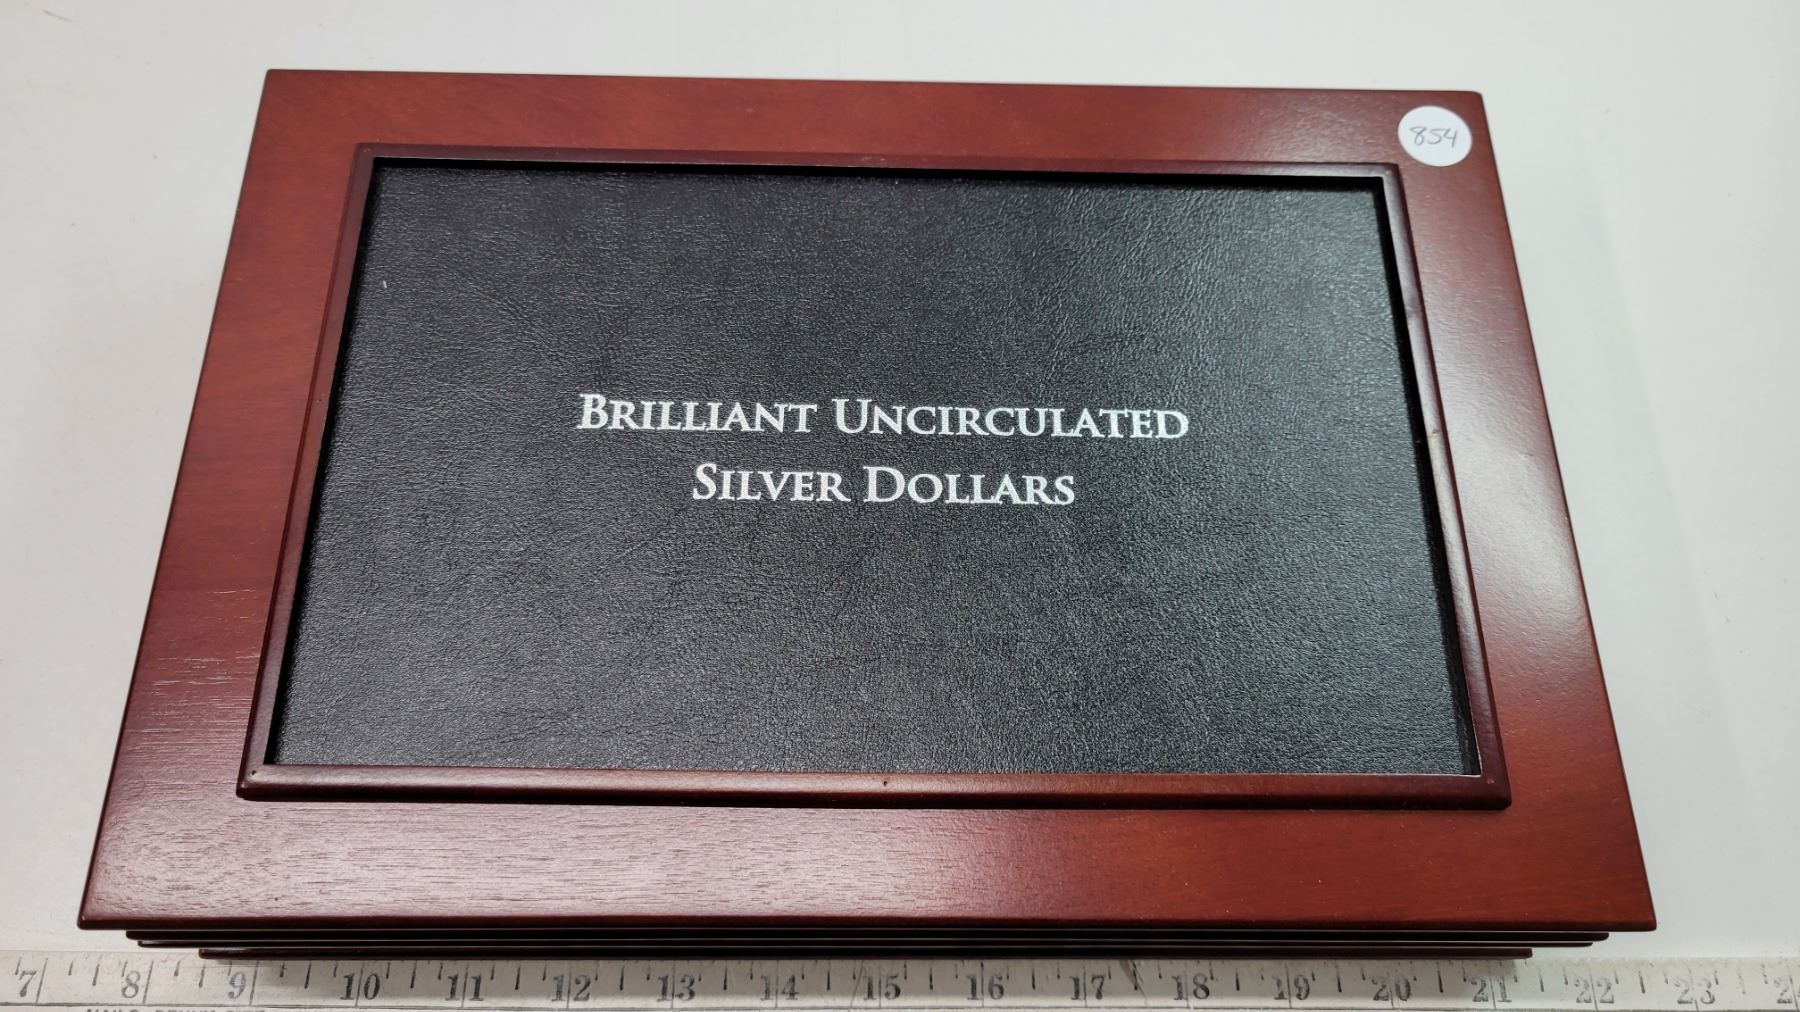 854
BRILLIANT UNCIRCULATED
SILVER DOLLARS
7 8 9 10 11 12 13 14 15 16 17 18 19 20 21 22 23